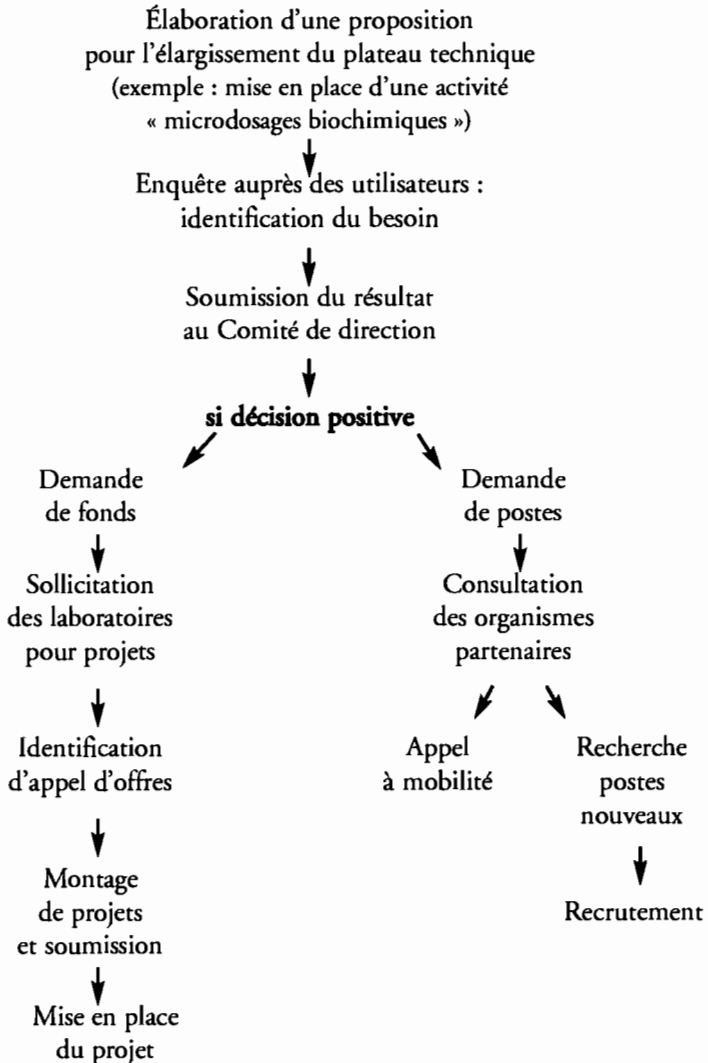 Élaboration d'une proposition
pour l'élargissement du plateau technique
(exemple : mise en place d'une activité
« microdosages biochimiques »)
Enquête auprès des utilisateurs :
identification du besoin
Soumission du résultat
au Comité de direction
si décision positive
Demande
de fonds
Sollicitation
des laboratoires
pour projets
Identification
d'appel d'offres
Montage
de projets
et soumission
Mise en place
du projet
Demande
de postes
Consultation
des organismes
partenaires
Appel
à mobilité
Recherche
postes
nouveaux
Recrutement